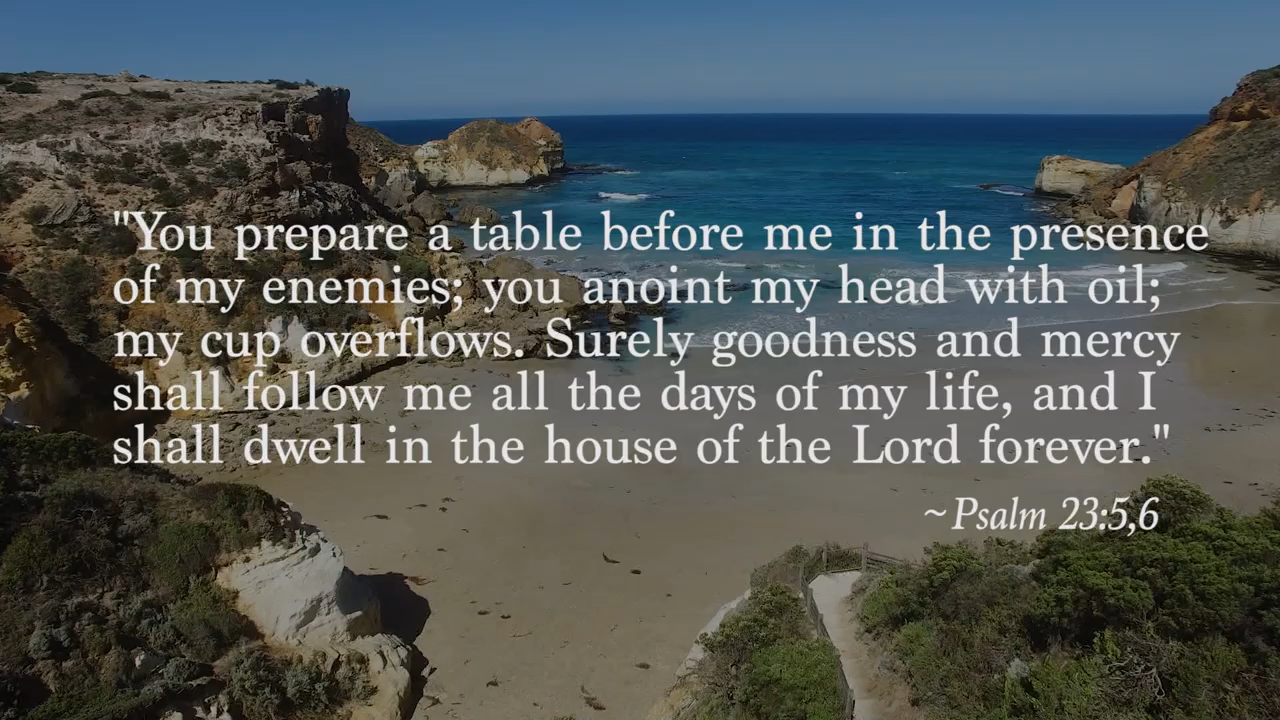 "You prepare a table before me in the presence
of my enemies; you anoint my head with oil;
my cup overflows. Surely goodness and mercy
shall follow me all the days of my life, and I
shall dwell in the house of the Lord forever."
~ Psalm 23:5,6